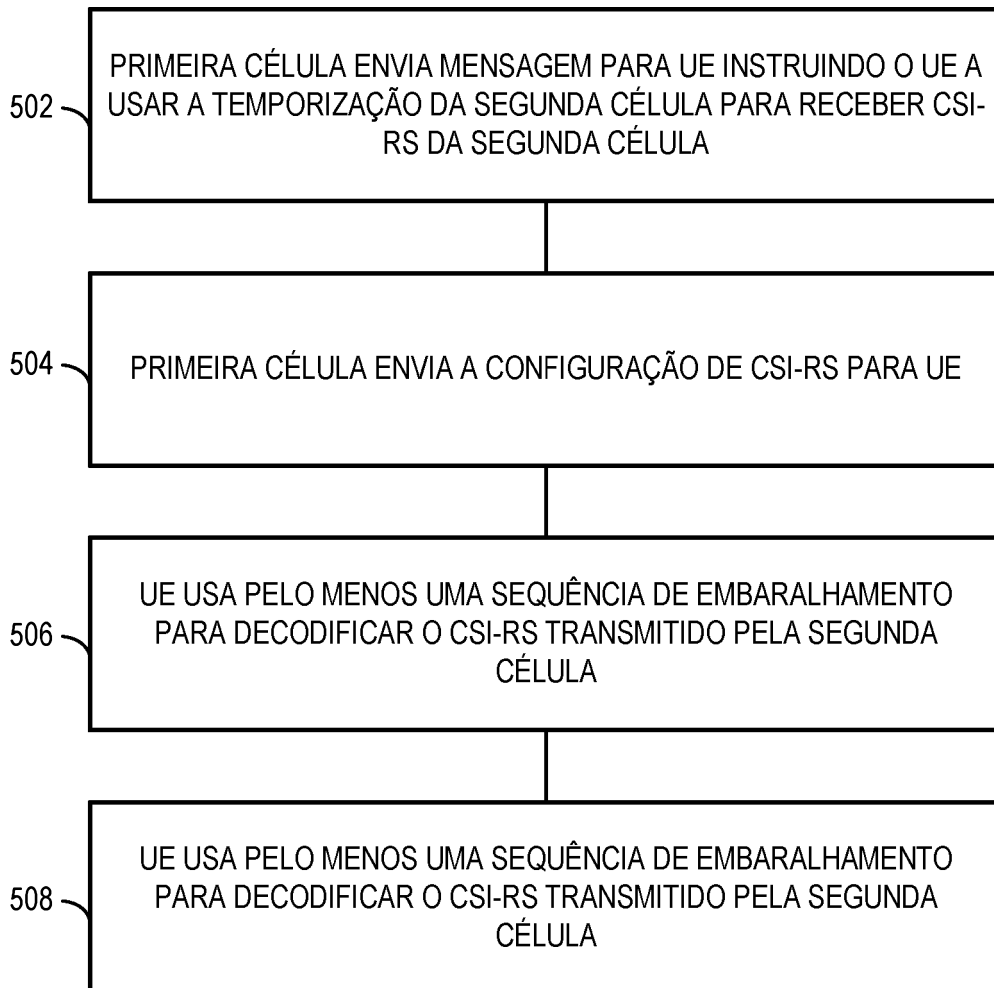 502
PRIMEIRA CÉLULA ENVIA MENSAGEM PARA UE INSTRUINDO O UE A
USAR A TEMPORIZAÇÃO DA SEGUNDA CÉLULA PARA RECEBER CSI-
RS DA SEGUNDA CÉLULA
504
PRIMEIRA CÉLULA ENVIA A CONFIGURAÇÃO DE CSI-RS PARA UE
506
UE USA PELO MENOS UMA SEQUÊNCIA DE EMBARALHAMENTO
PARA DECODIFICAR O CSI-RS TRANSMITIDO PELA SEGUNDA
CÉLULA
508
UE USA PELO MENOS UMA SEQUÊNCIA DE EMBARALHAMENTO
PARA DECODIFICAR O CSI-RS TRANSMITIDO PELA SEGUNDA
CÉLULA